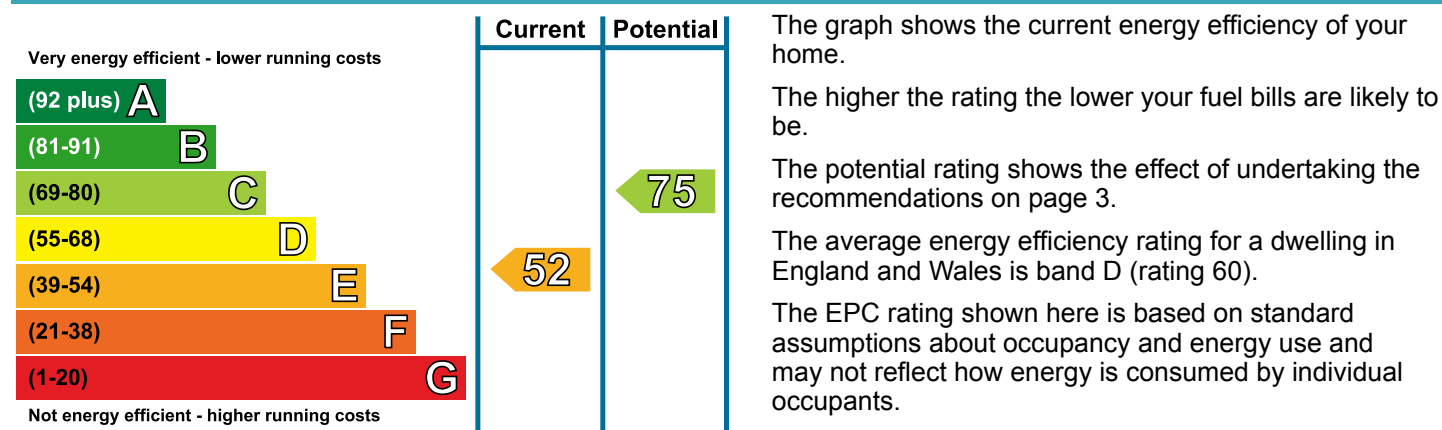 Current Potential
Very energy efficient - lower running costs
(92 plus) A
(81-91) B
(69-80) C
75
(55-68) D
(39-54) E
52
(21-38) F
(1-20) G
Not energy efficient - higher running costs
The graph shows the current energy efficiency of your
home.
The higher the rating the lower your fuel bills are likely to
be.
The potential rating shows the effect of undertaking the
recommendations on page 3.
The average energy efficiency rating for a dwelling in
England and Wales is band D (rating 60).
The EPC rating shown here is based on standard
assumptions about occupancy and energy use and
may not reflect how energy is consumed by individual
occupants.